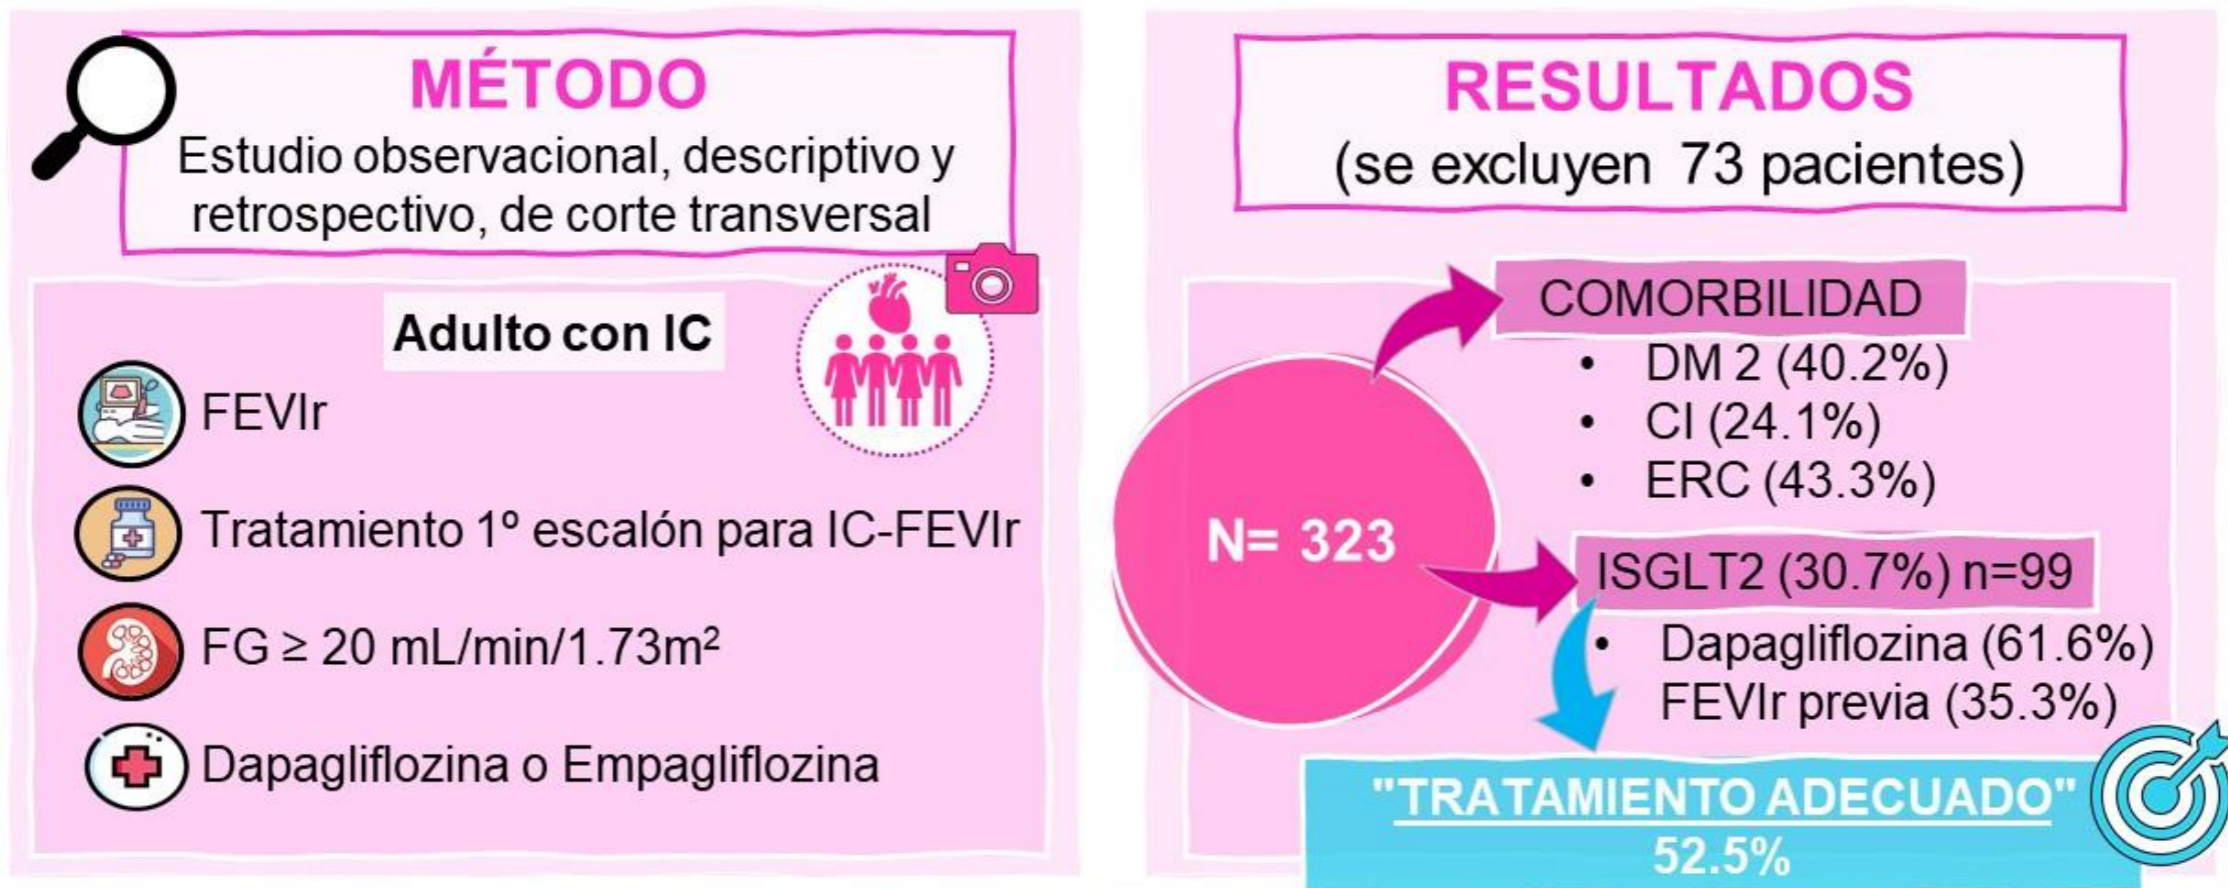 MÉTODO
Estudio observacional, descriptivo y
retrospectivo, de corte transversal
Adulto con IC
FEVIr
Tratamiento 1º escalón para IC-FEVIr
FG ≥ 20 mL/min/1.73m²
Dapagliflozina o Empagliflozina
RESULTADOS
(se excluyen 73 pacientes)
N= 323
COMORBILIDAD
• DM 2 (40.2%)
• CI (24.1%)
• ERC (43.3%)
ISGLT2 (30.7%) n=99
• Dapagliflozina (61.6%)
FEVIr previa (35.3%)
"TRATAMIENTO ADECUADO"
52.5%